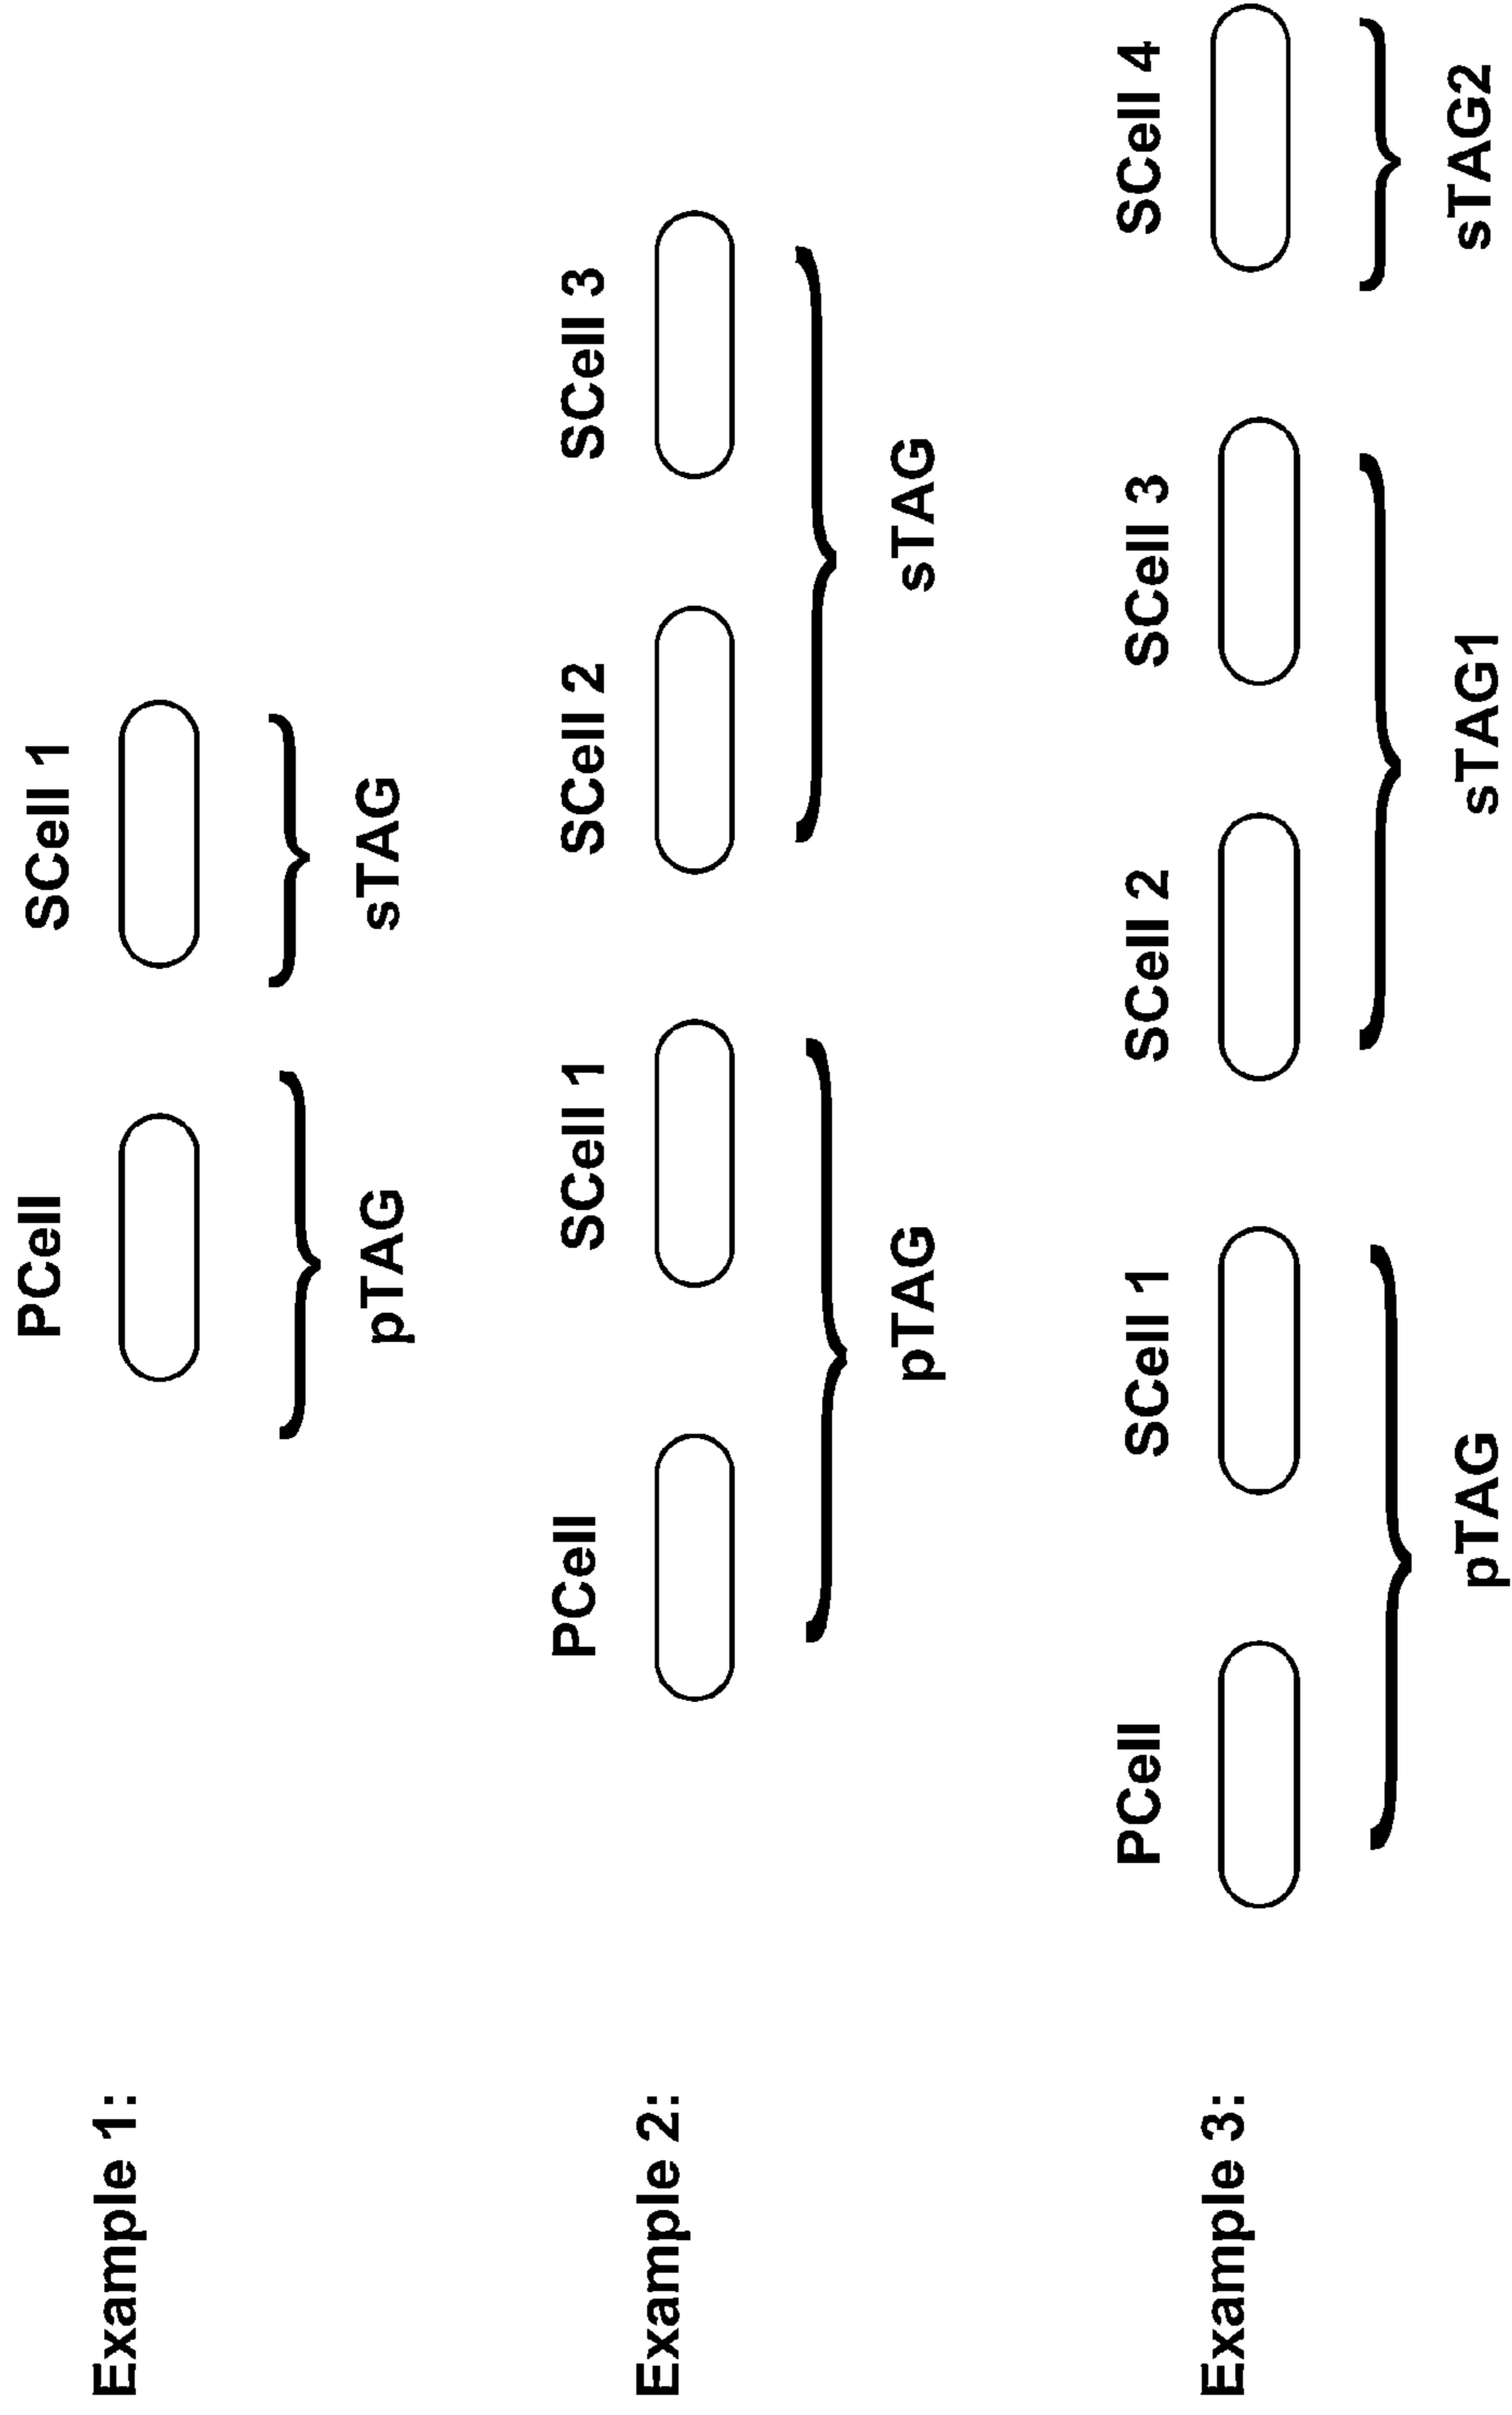 Example 1:
PCell SCell 1
pTAG sTAG
Example 2:
PCell SCell 1 SCell 2 SCell 3
pTAG sTAG
Example 3:
PCell SCell 1 SCell 2 SCell 3 SCell 4
pTAG sTAG1 sTAG2